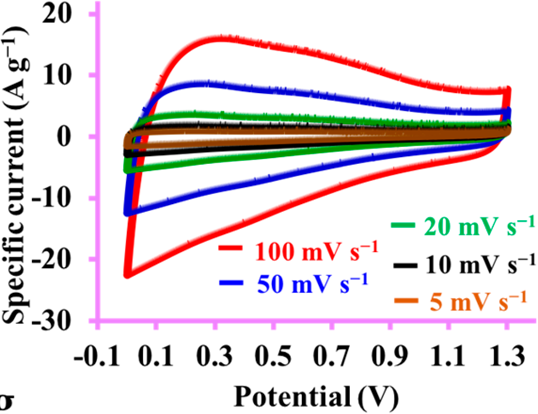 Specific current (A g⁻¹)
20
10
0
-10
-20
-30
100 mV s⁻¹
50 mV s⁻¹
20 mV s⁻¹
10 mV s⁻¹
5 mV s⁻¹
-0.1 0.1 0.3 0.5 0.7 0.9 1.1 1.3
Potential (V)
σ